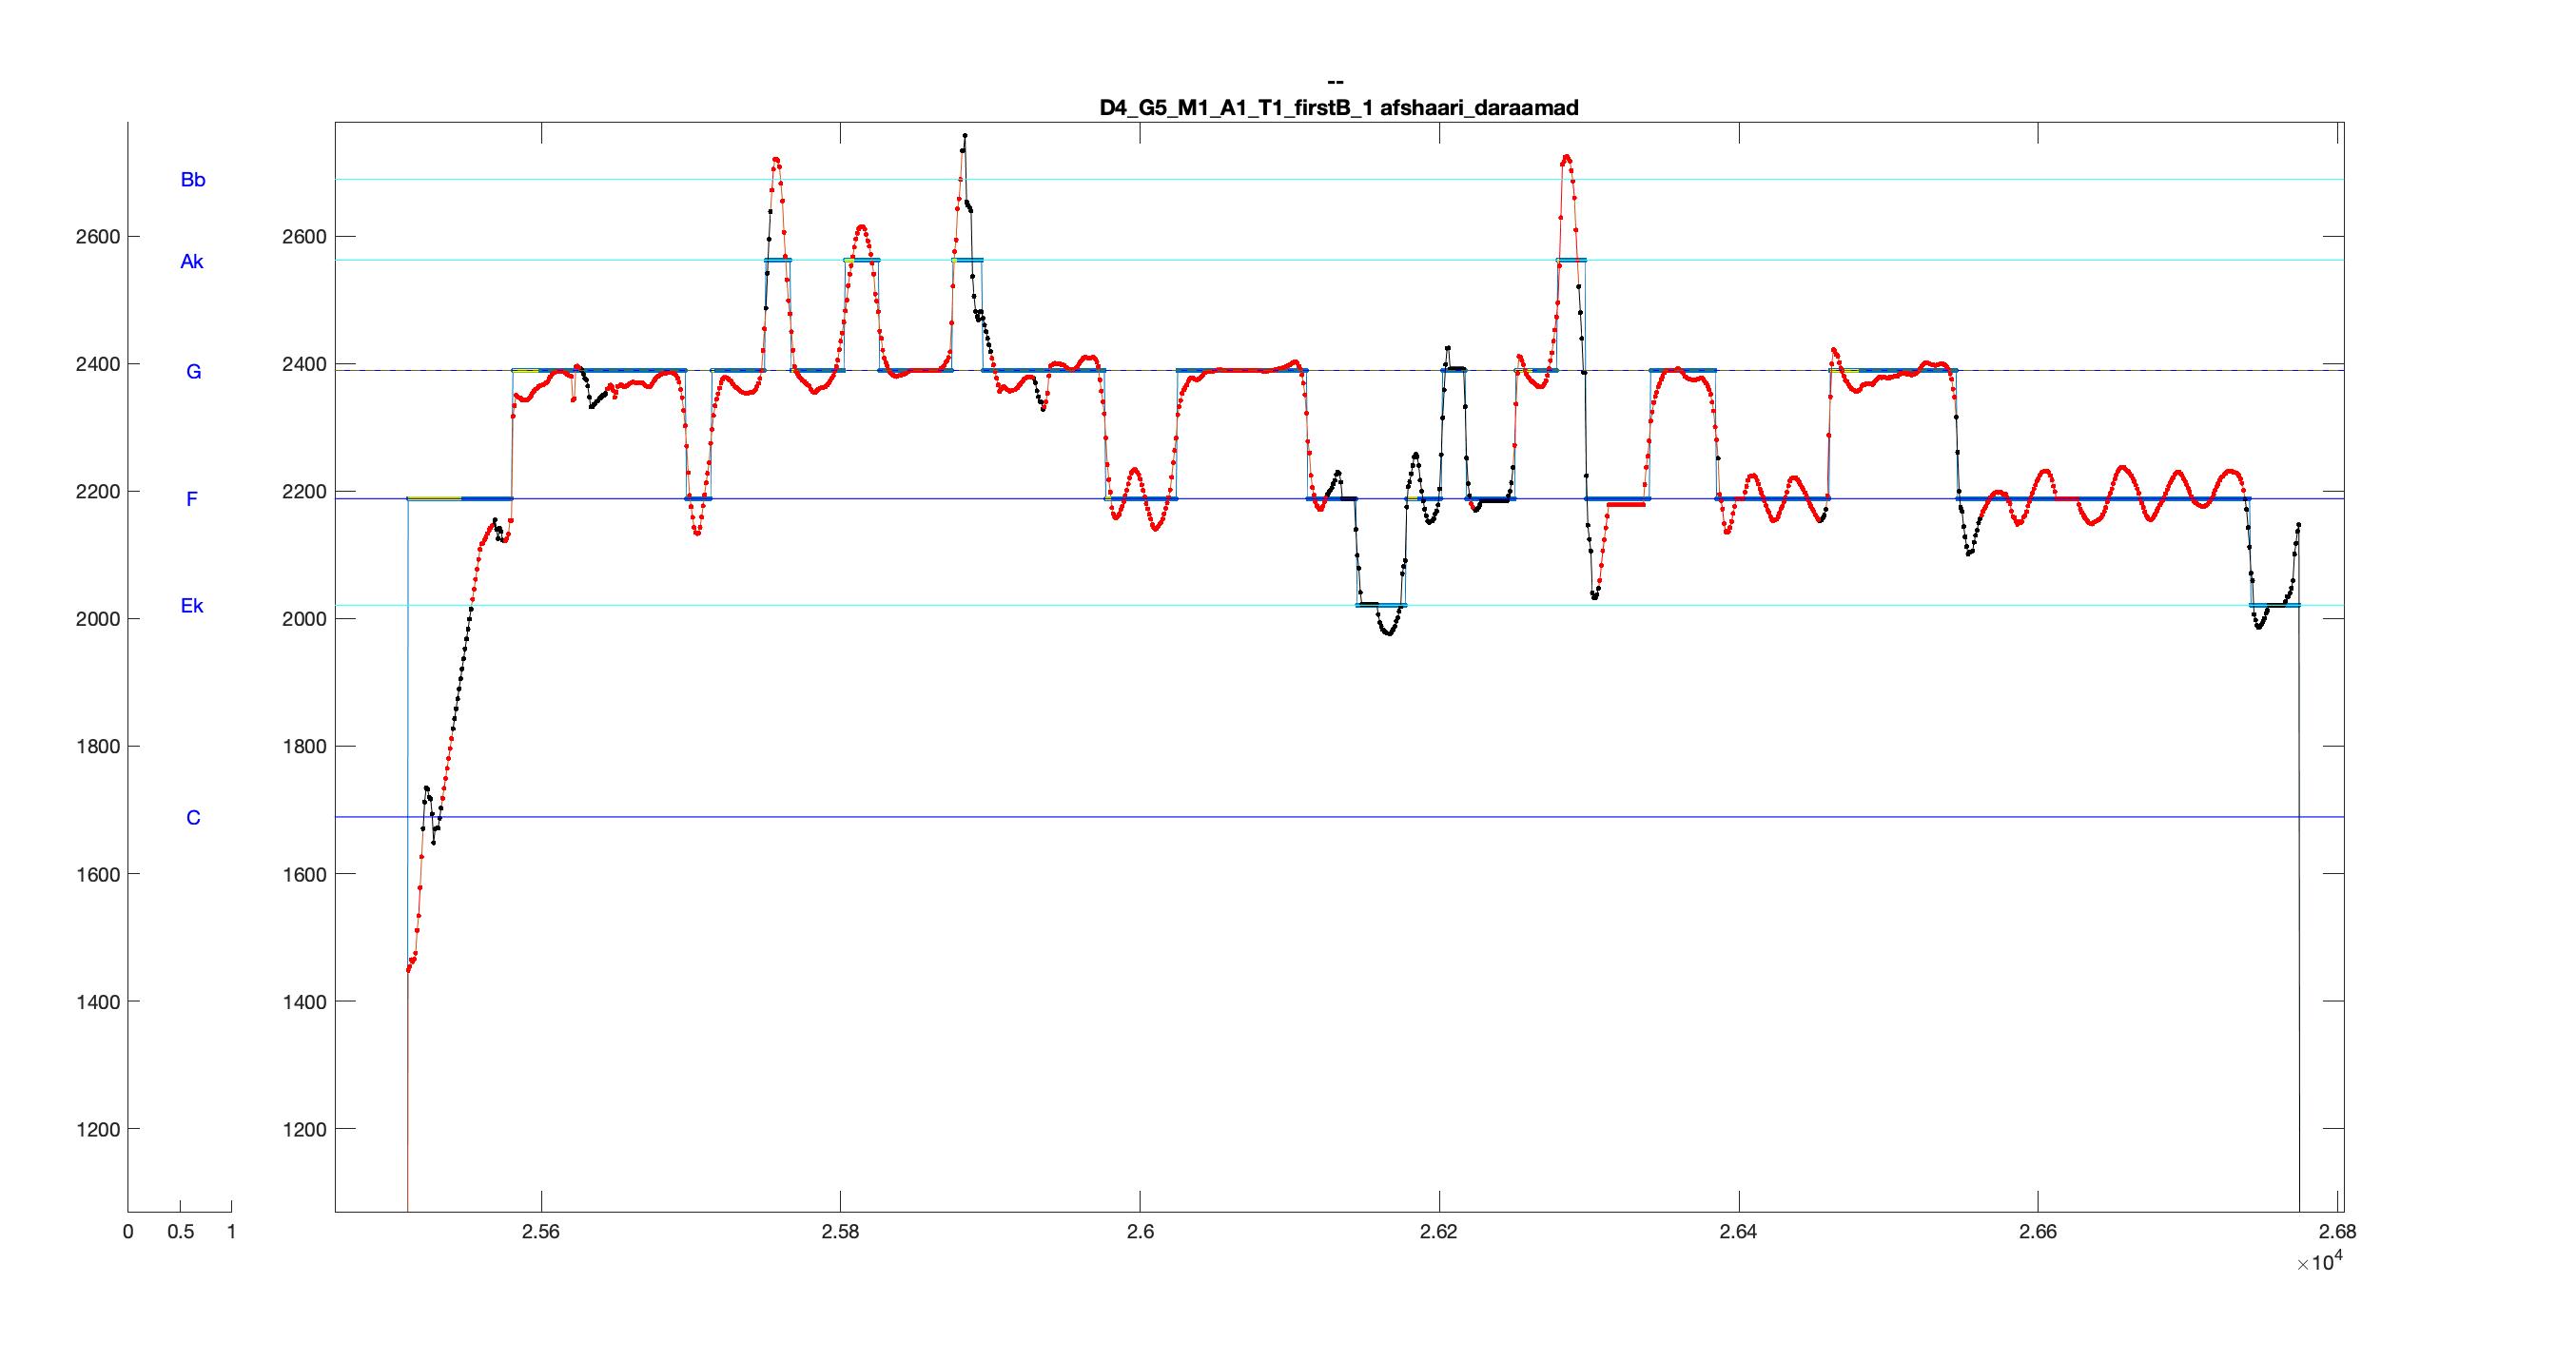 --
D4_G5_M1_A1_T1_firstB_1 afshaari_daraamad
Bb
2600 2600
Ak
2400 2400
G
2200 2200
F
Ek
2000 2000
1800 1800
C
1600 1600
1400 1400
1200 1200
0 0.5 1 2.56 2.58 2.6 2.62 2.64 2.66 2.68
×10⁴